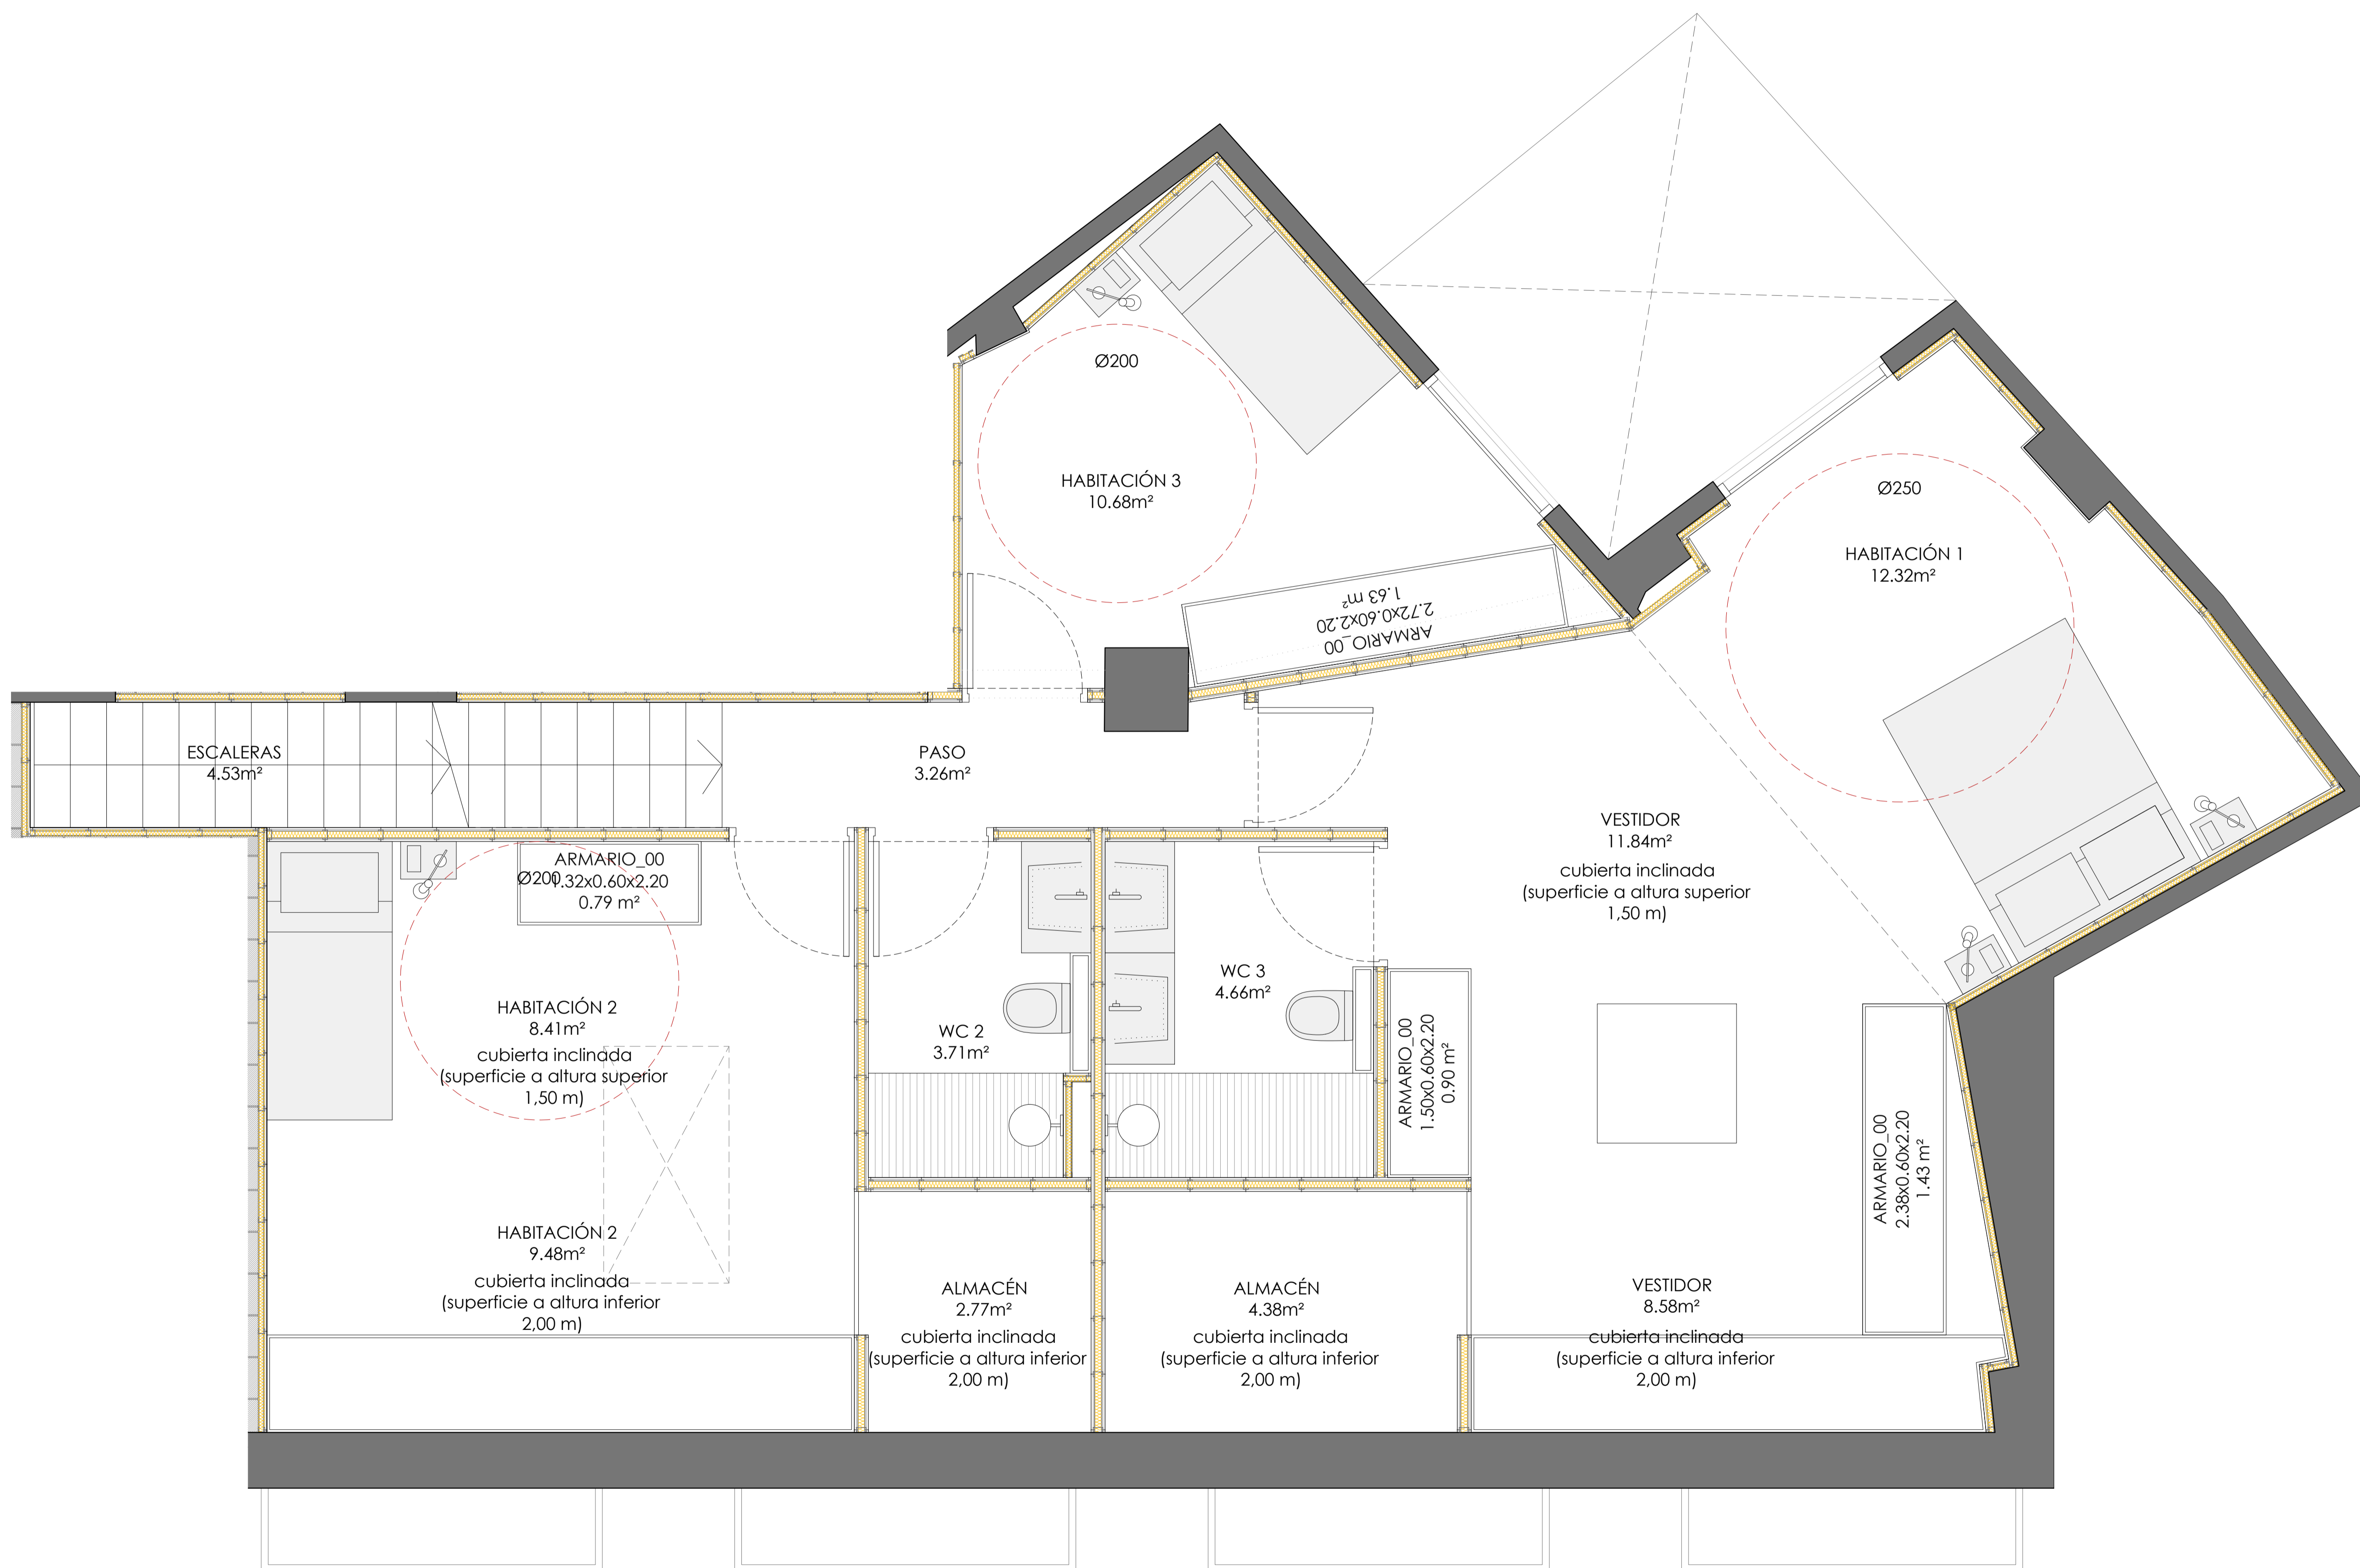 Ø200
HABITACIÓN 3
10.68m²
Ø250
HABITACIÓN 1
12.32m²
ARMARIO_00
2.72x0.60x2.20
1.63 m²
ESCALERAS
4.53m²
PASO
3.26m²
VESTIDOR
11.84m²
cubierta inclinada
(superficie a altura superior
1,50 m)
ARMARIO_00
1.32x0.60x2.20
0.79 m²
Ø200
HABITACIÓN 2
8.41m²
cubierta inclinada
(superficie a altura superior
1,50 m)
WC 2
3.71m²
WC 3
4.66m²
ARMARIO_00
1.50x0.60x2.20
0.90 m²
ARMARIO_00
2.38x0.60x2.20
1.43 m²
HABITACIÓN 2
9.48m²
cubierta inclinada
(superficie a altura inferior
2,00 m)
ALMACÉN
2.77m²
cubierta inclinada
(superficie a altura inferior
2,00 m)
ALMACÉN
4.38m²
cubierta inclinada
(superficie a altura inferior
2,00 m)
VESTIDOR
8.58m²
cubierta inclinada
(superficie a altura inferior
2,00 m)